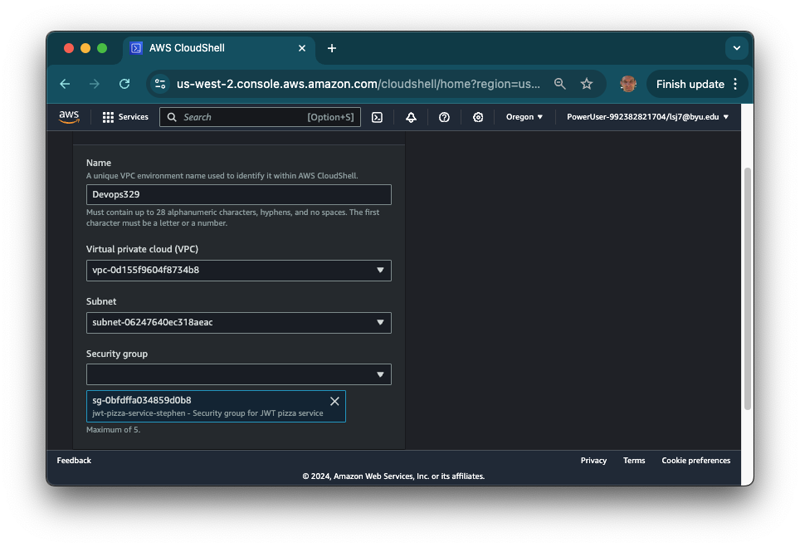 AWS CloudShell
us-west-2.console.aws.amazon.com/cloudshell/home?region=us...
Finish update
aws
Services
Search
[Option+S]
Oregon
PowerUser-992382821704/lsj7@byu.edu
Name
A unique VPC environment name used to identify it within AWS CloudShell.
Devops329
Must contain up to 28 alphanumeric characters, hyphens, and no spaces. The first
character must be a letter or a number.
Virtual private cloud (VPC)
vpc-0d155f9604f8734b8
Subnet
subnet-06247640ec318aeac
Security group
sg-0bfdffa034859d0b8
jwt-pizza-service-stephen - Security group for JWT pizza service
Maximum of 5.
Feedback
Privacy
Terms
Cookie preferences
© 2024, Amazon Web Services, Inc. or its affiliates.